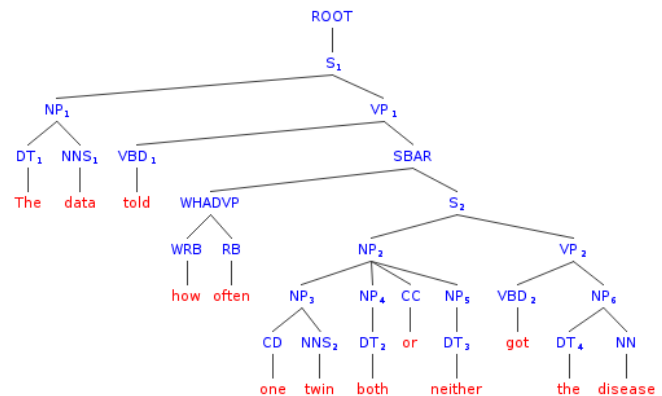 ROOT
S₁
NP₁ VP₁
DT₁ NNS₁ VBD₁ SBAR
The data told WHADVP S₂
WRB RB NP₂ VP₂
how often NP₃ NP₄ CC NP₅ VBD₂ NP₆
CD NNS₂ DT₂ or DT₃ got DT₄ NN
one twin both neither the disease